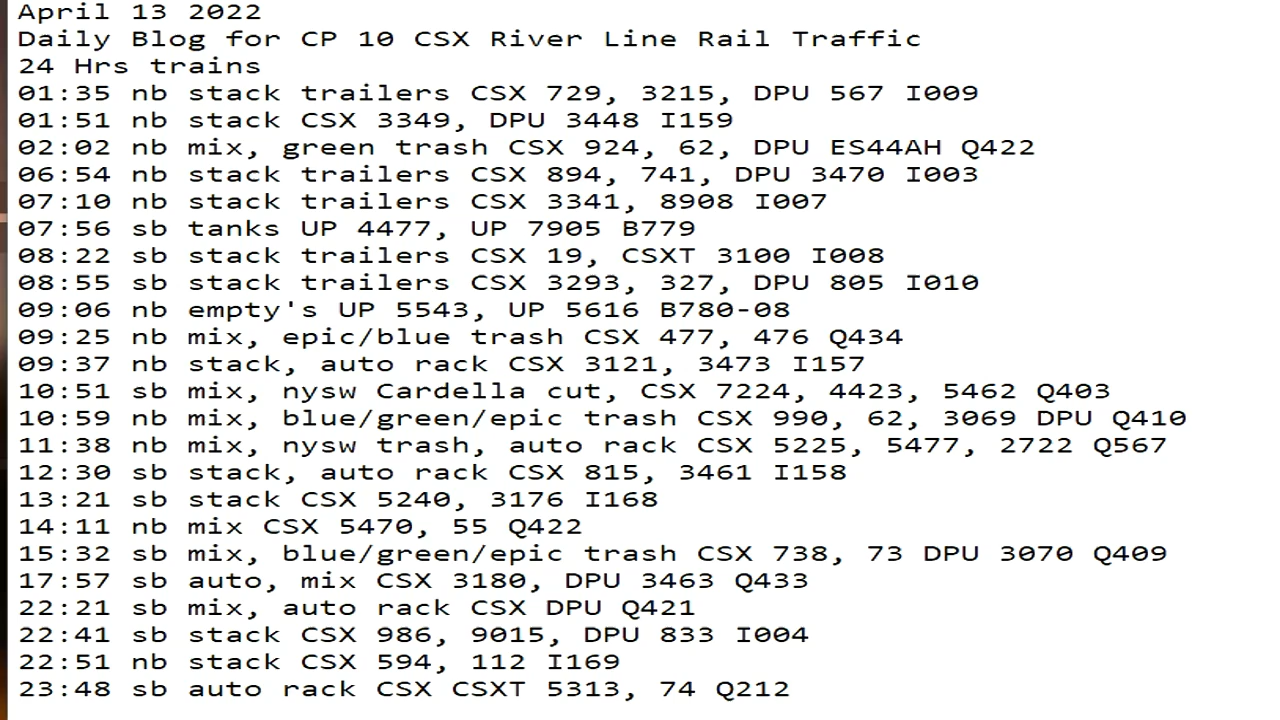 April 13 2022
Daily Blog for CP 10 CSX River Line Rail Traffic
24 Hrs trains
01:35 nb stack trailers CSX 729, 3215, DPU 567 I009
01:51 nb stack CSX 3349, DPU 3448 I159
02:02 nb mix, green trash CSX 924, 62, DPU ES44AH Q422
06:54 nb stack trailers CSX 894, 741, DPU 3470 I003
07:10 nb stack trailers CSX 3341, 8908 I007
07:56 sb tanks UP 4477, UP 7905 B779
08:22 sb stack trailers CSX 19, CSXT 3100 I008
08:55 sb stack trailers CSX 3293, 327, DPU 805 I010
09:06 nb empty's UP 5543, UP 5616 B780-08
09:25 nb mix, epic/blue trash CSX 477, 476 Q434
09:37 nb stack, auto rack CSX 3121, 3473 I157
10:51 sb mix, nysw Cardella cut, CSX 7224, 4423, 5462 Q403
10:59 nb mix, blue/green/epic trash CSX 990, 62, 3069 DPU Q410
11:38 nb mix, nysw trash, auto rack CSX 5225, 5477, 2722 Q567
12:30 sb stack, auto rack CSX 815, 3461 I158
13:21 sb stack CSX 5240, 3176 I168
14:11 nb mix CSX 5470, 55 Q422
15:32 sb mix, blue/green/epic trash CSX 738, 73 DPU 3070 Q409
17:57 sb auto, mix CSX 3180, DPU 3463 Q433
22:21 sb mix, auto rack CSX DPU Q421
22:41 sb stack CSX 986, 9015, DPU 833 I004
22:51 nb stack CSX 594, 112 I169
23:48 sb auto rack CSX CSXT 5313, 74 Q212